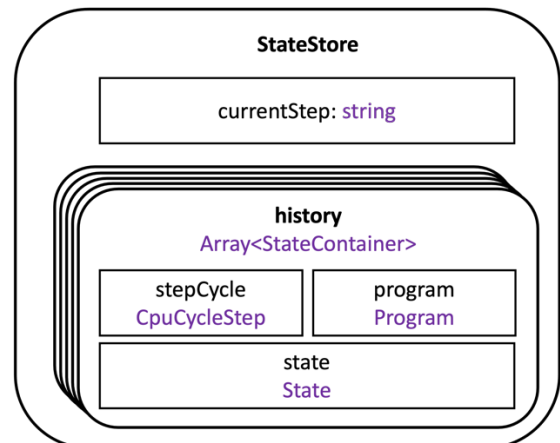 StateStore
currentStep: string
history
Array<StateContainer>
stepCycle
CpuCycleStep
program
Program
state
State